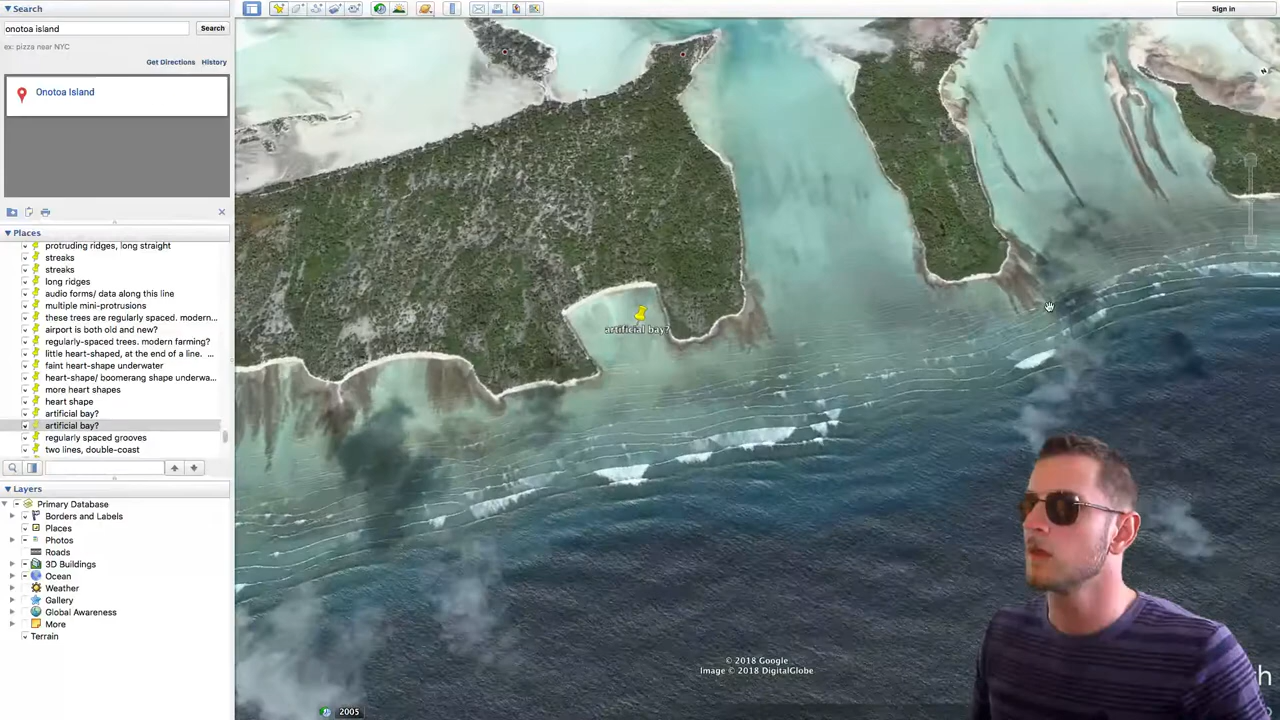 Search
onotoa island
Search
ex: pizza near NYC
Get Directions
History
Onotoa Island
Places
protruding ridges, long straight
streaks
streaks
long ridges
audio forms/ data along this line
multiple mini-protrusions
these trees are regularly spaced. modern...
airport is both old and new?
regularly-spaced trees. modern farming?
little heart-shaped, at the end of a line. ...
faint heart-shape underwater
heart-shape/ boomerang shape underwa...
more heart shapes
heart shape
artificial bay?
artificial bay?
regularly spaced grooves
two lines, double-coast
Layers
Primary Database
Borders and Labels
Places
Photos
Roads
3D Buildings
Ocean
Weather
Gallery
Global Awareness
More
Terrain
Sign in
N
artificial bay?
© 2018 Google
Image © 2018 DigitalGlobe
2005